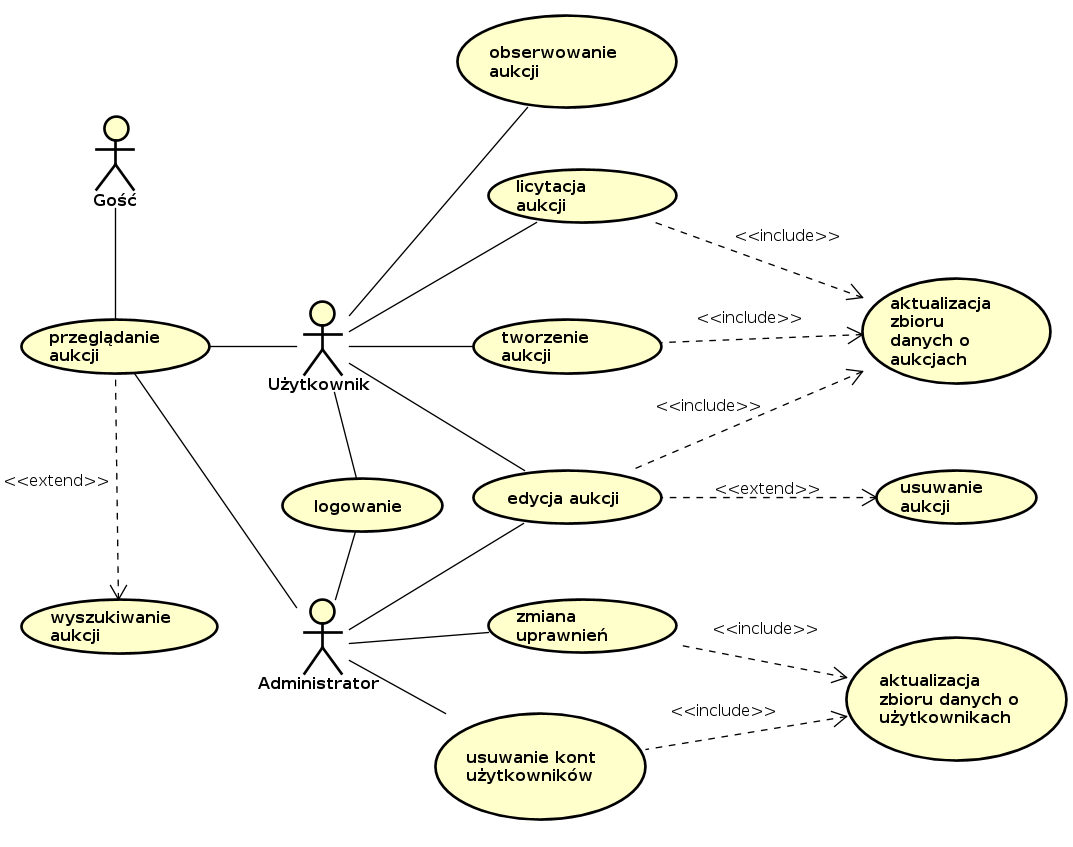 obserwowanie
aukcji
Gość
licytacja
aukcji
<<include>>
aktualizacja
zbioru
danych o
aukcjach
<<include>>
przeglądanie
aukcji
Użytkownik
tworzenie
aukcji
<<include>>
<<extend>>
logowanie
edycja aukcji
<<extend>>
usuwanie
aukcji
wyszukiwanie
aukcji
Administrator
zmiana
uprawnień
<<include>>
aktualizacja
zbioru danych o
użytkownikach
<<include>>
usuwanie kont
użytkowników